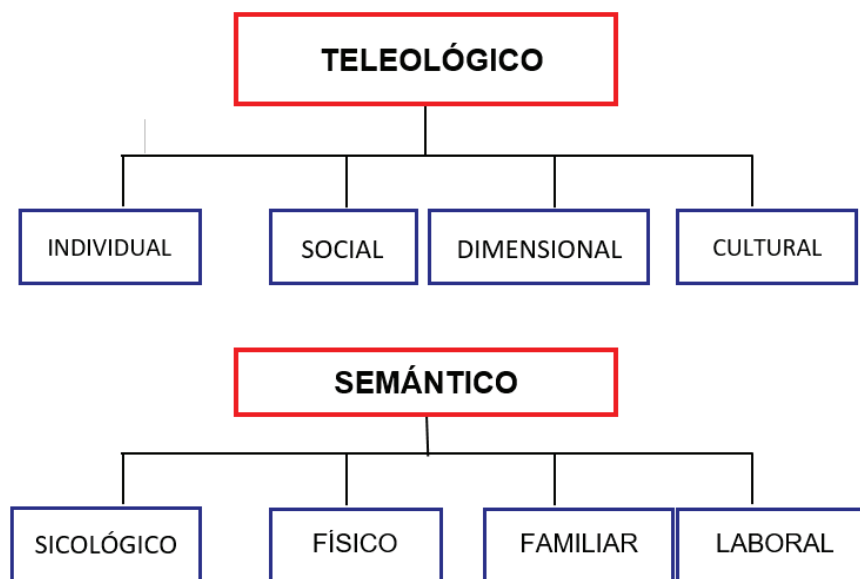 TELEOLÓGICO
INDIVIDUAL
SOCIAL
DIMENSIONAL
CULTURAL
SEMÁNTICO
SICOLÓGICO
FÍSICO
FAMILIAR
LABORAL